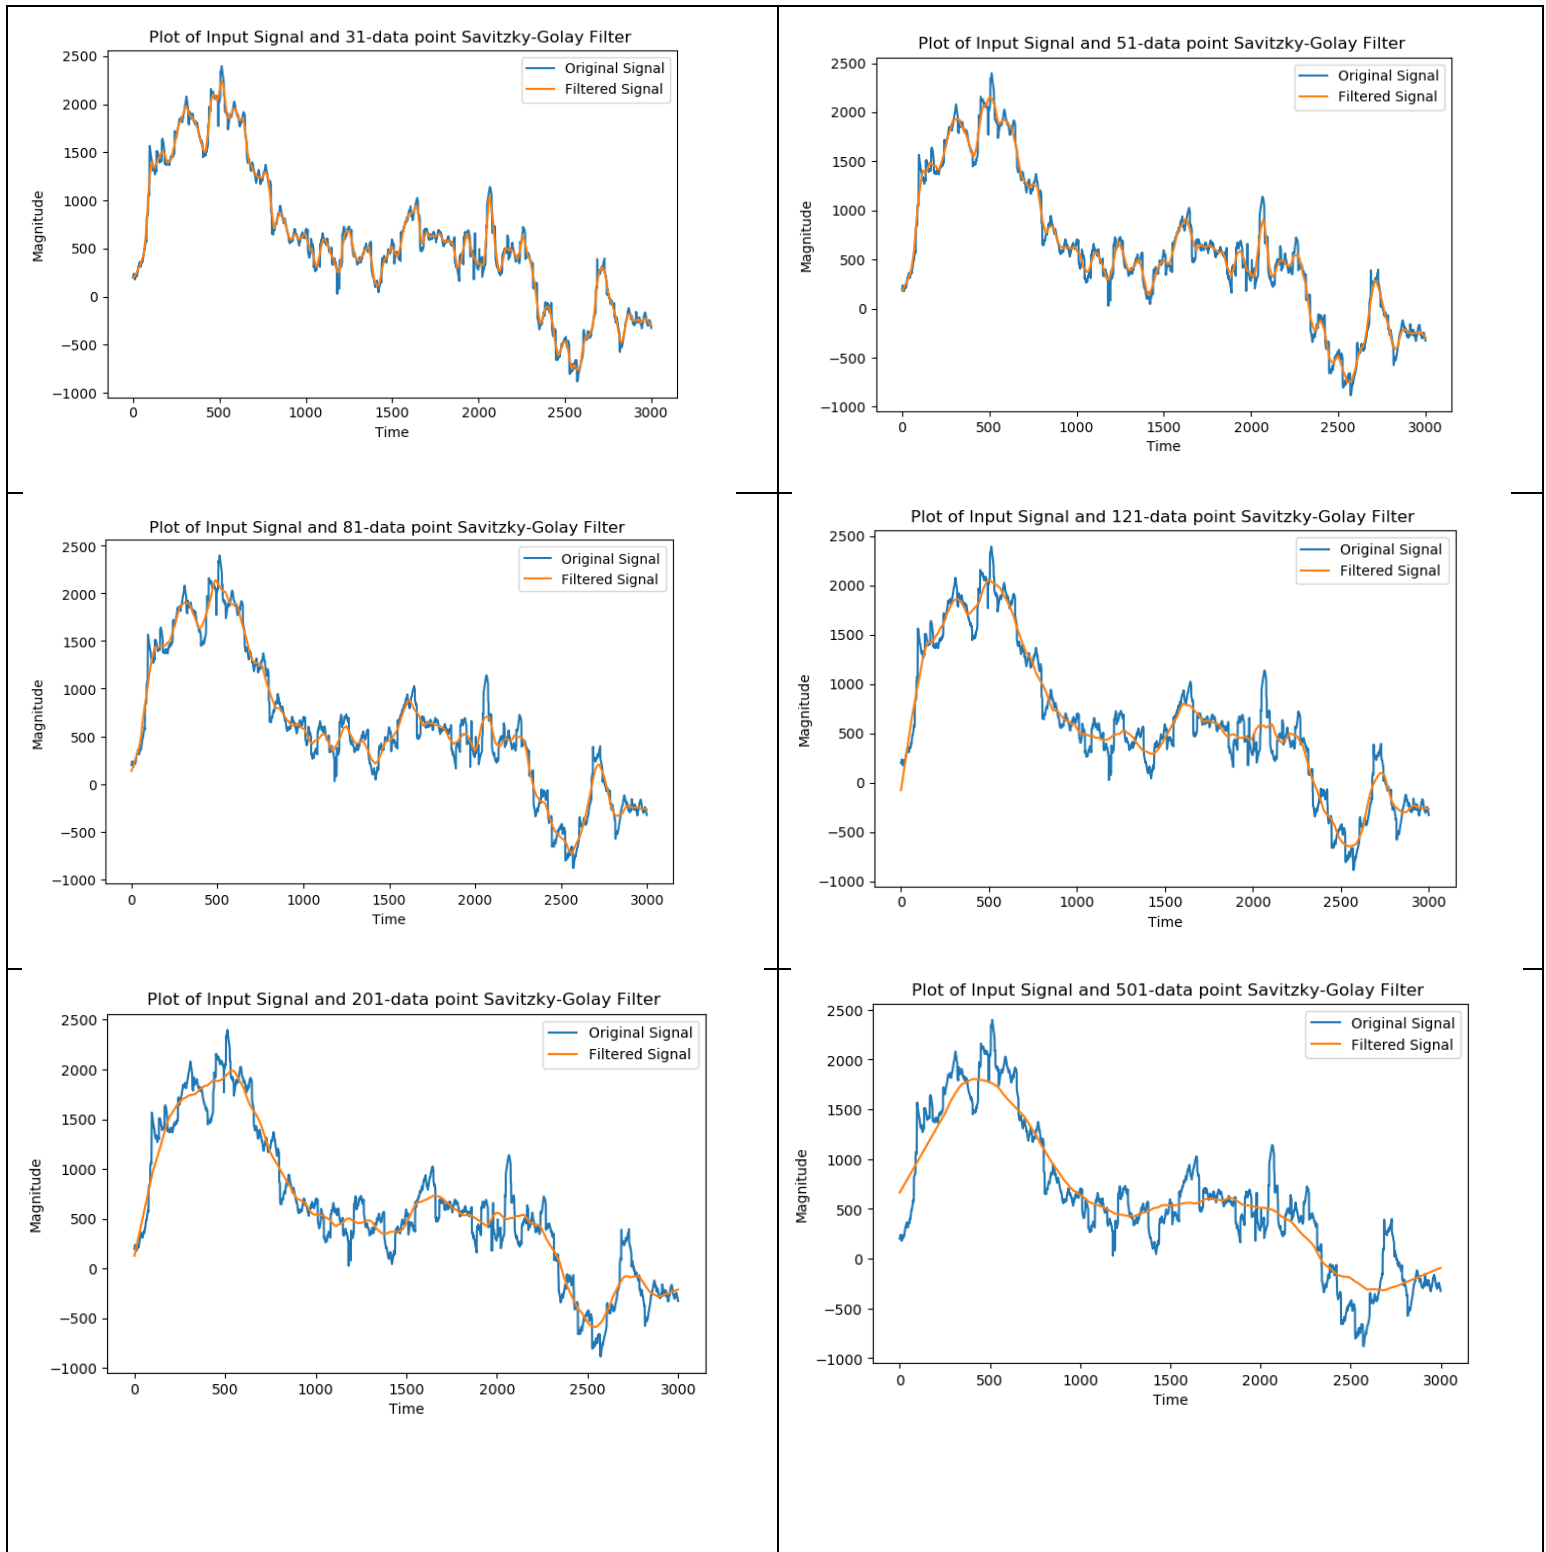 Plot of Input Signal and 31-data point Savitzky-Golay Filter
Original Signal
Filtered Signal
Magnitude
2500
2000
1500
1000
500
0
−500
−1000
0 500 1000 1500 2000 2500 3000
Time
Plot of Input Signal and 51-data point Savitzky-Golay Filter
Original Signal
Filtered Signal
Magnitude
2500
2000
1500
1000
500
0
−500
−1000
0 500 1000 1500 2000 2500 3000
Time
Plot of Input Signal and 81-data point Savitzky-Golay Filter
Original Signal
Filtered Signal
Magnitude
2500
2000
1500
1000
500
0
−500
−1000
0 500 1000 1500 2000 2500 3000
Time
Plot of Input Signal and 121-data point Savitzky-Golay Filter
Original Signal
Filtered Signal
Magnitude
2500
2000
1500
1000
500
0
−500
−1000
0 500 1000 1500 2000 2500 3000
Time
Plot of Input Signal and 201-data point Savitzky-Golay Filter
Original Signal
Filtered Signal
Magnitude
2500
2000
1500
1000
500
0
−500
−1000
0 500 1000 1500 2000 2500 3000
Time
Plot of Input Signal and 501-data point Savitzky-Golay Filter
Original Signal
Filtered Signal
Magnitude
2500
2000
1500
1000
500
0
−500
−1000
0 500 1000 1500 2000 2500 3000
Time